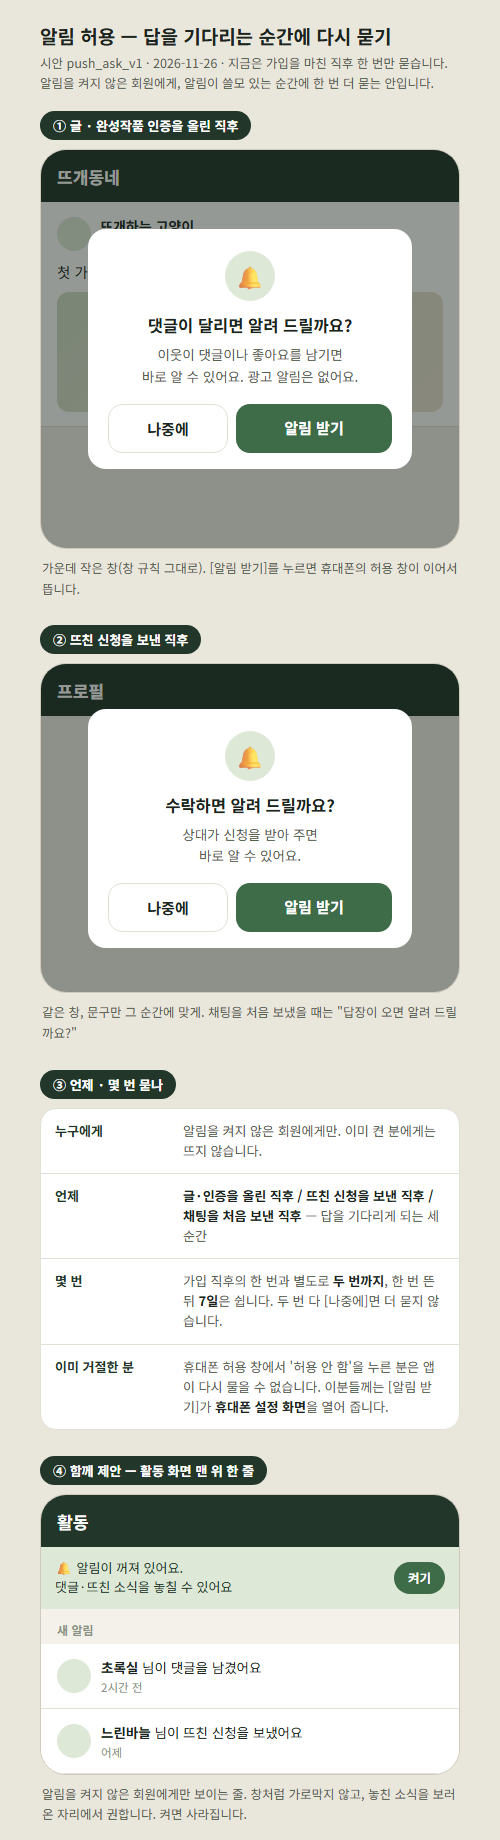 알림 허용 — 답을 기다리는 순간에 다시 묻기
시안 push_ask_v1 · 2026-11-26 · 지금은 가입을 마친 직후 한 번만 묻습니다.
알림을 켜지 않은 회원에게, 알림이 쓸모 있는 순간에 한 번 더 묻는 안입니다.
① 글 · 완성작품 인증을 올린 직후
뜨개동네
뜨개하는 고양이
첫 가
댓글이 달리면 알려 드릴까요?
이웃이 댓글이나 좋아요를 남기면
바로 알 수 있어요. 광고 알림은 없어요.
나중에
알림 받기
가운데 작은 창(창 규칙 그대로). [알림 받기]를 누르면 휴대폰의 허용 창이 이어서
뜹니다.
② 뜨친 신청을 보낸 직후
프로필
수락하면 알려 드릴까요?
상대가 신청을 받아 주면
바로 알 수 있어요.
나중에
알림 받기
같은 창, 문구만 그 순간에 맞게. 채팅을 처음 보냈을 때는 "답장이 오면 알려 드릴
까요?"
③ 언제 · 몇 번 묻나
누구에게
알림을 켜지 않은 회원에게만. 이미 켠 분에게는
뜨지 않습니다.
언제
글·인증을 올린 직후 / 뜨친 신청을 보낸 직후 /
채팅을 처음 보낸 직후 — 답을 기다리게 되는 세
순간
몇 번
가입 직후의 한 번과 별도로 두 번까지, 한 번 뜬
뒤 7일은 쉽니다. 두 번 다 [나중에]면 더 묻지 않
습니다.
이미 거절한 분
휴대폰 허용 창에서 '허용 안 함'을 누른 분은 앱
이 다시 물을 수 없습니다. 이분들께는 [알림 받
기]가 휴대폰 설정 화면을 열어 줍니다.
④ 함께 제안 — 활동 화면 맨 위 한 줄
활동
알림이 꺼져 있어요.
댓글·뜨친 소식을 놓칠 수 있어요
켜기
새 알림
초록실 님이 댓글을 남겼어요
2시간 전
느린바늘 님이 뜨친 신청을 보냈어요
어제
알림을 켜지 않은 회원에게만 보이는 줄. 창처럼 가로막지 않고, 놓친 소식을 보러
온 자리에서 권합니다. 켜면 사라집니다.